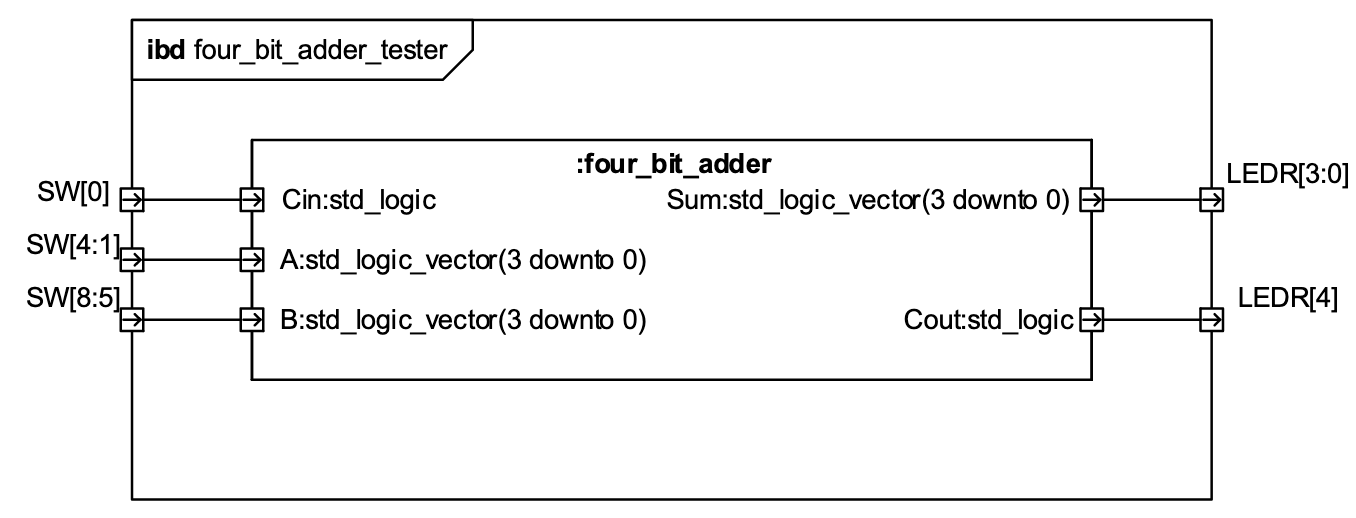 ibd four_bit_adder_tester
:four_bit_adder
SW[0]
Cin:std_logic
Sum:std_logic_vector(3 downto 0)
LEDR[3:0]
SW[4:1]
A:std_logic_vector(3 downto 0)
SW[8:5]
B:std_logic_vector(3 downto 0)
Cout:std_logic
LEDR[4]